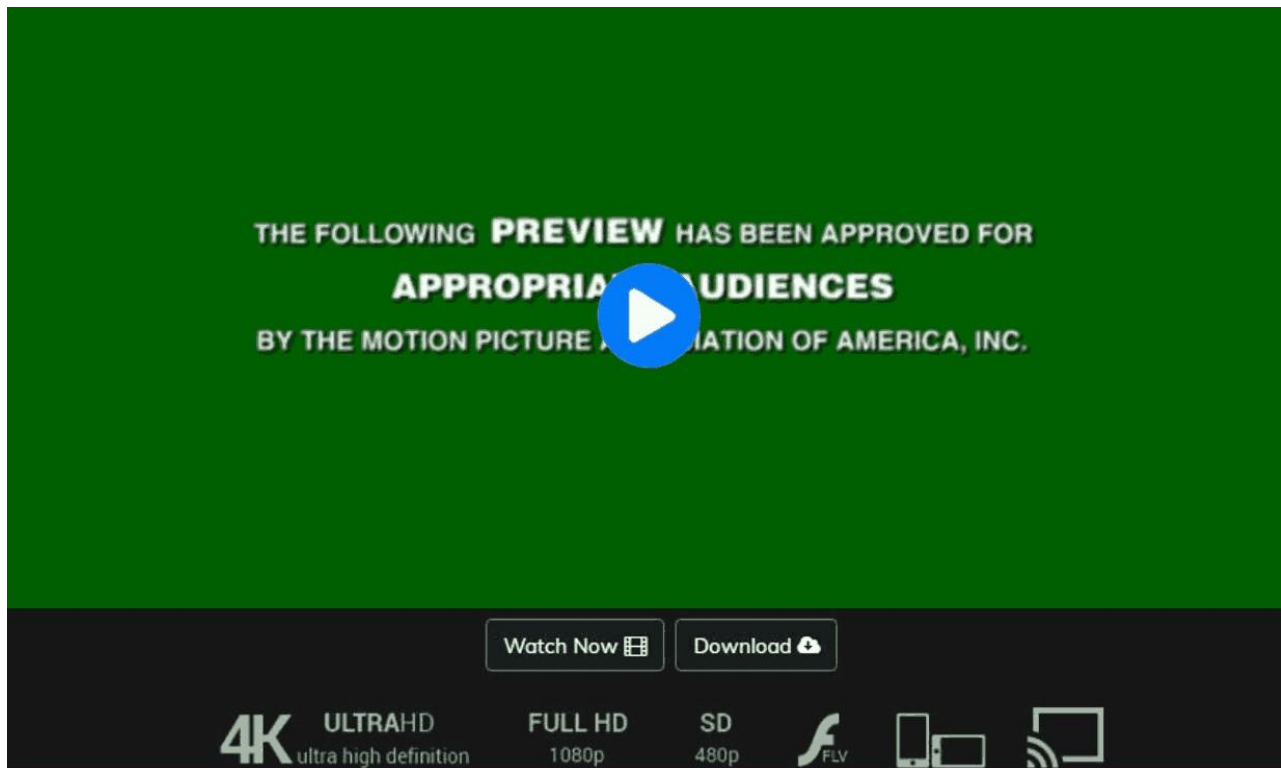 THE FOLLOWING PREVIEW HAS BEEN APPROVED FOR
AUDIENCES
BY THE MOTION PICTURE OF AMERICA, INC.
Watch Now Download
4K ULTRAHD FULL HD SD
ultra high definition 1080p 480p FLV